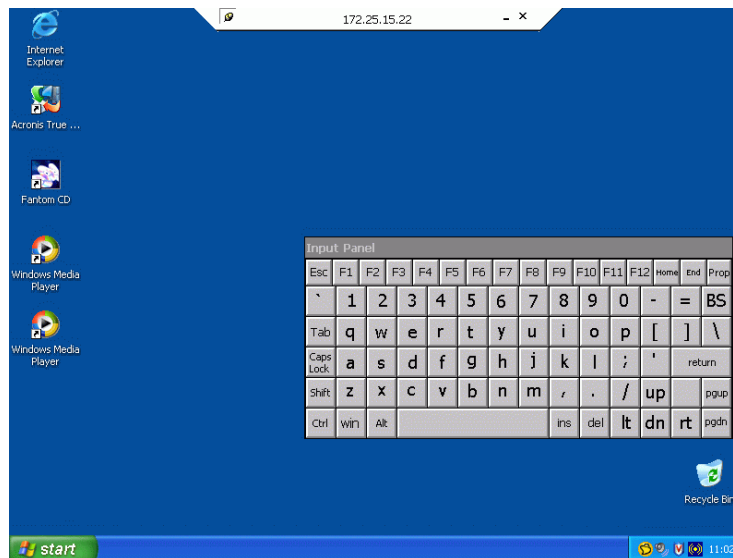 172.25.15.22
Internet
Explorer
Acronis True ...
Fantom CD
Windows Media
Player
Windows Media
Player
Input Panel
Esc F1 F2 F3 F4 F5 F6 F7 F8 F9 F10 F11 F12 Home End Prop
` 1 2 3 4 5 6 7 8 9 0 - = BS
Tab q w e r t y u i o p [ ] \
Caps Lock a s d f g h j k l ; ' return
Shift z x c v b n m , . / up pgup
Ctrl win Alt ins del lt dn rt pgdn
Recycle Bin
start
11:02